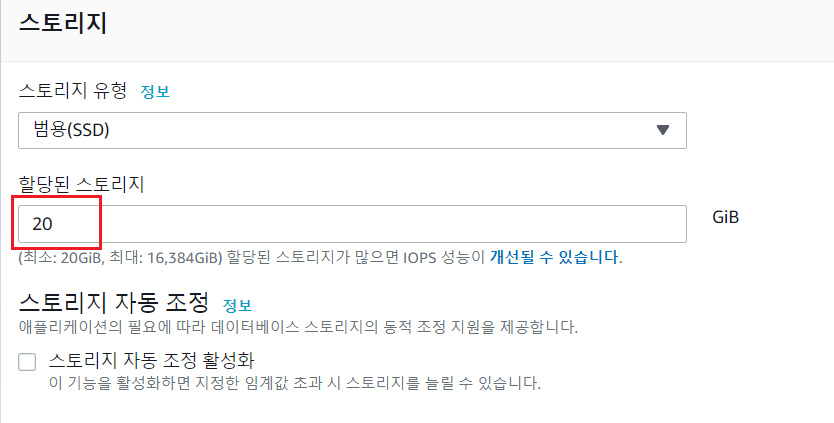 스토리지
스토리지 유형 정보
범용(SSD)
할당된 스토리지
20
GiB
(최소: 20GiB, 최대: 16,384GiB) 할당된 스토리지가 많으면 IOPS 성능이 개선될 수 있습니다.
스토리지 자동 조정 정보
애플리케이션의 필요에 따라 데이터베이스 스토리지의 동적 조정 지원을 제공합니다.
스토리지 자동 조정 활성화
이 기능을 활성화하면 지정한 임계값 초과 시 스토리지를 늘릴 수 있습니다.